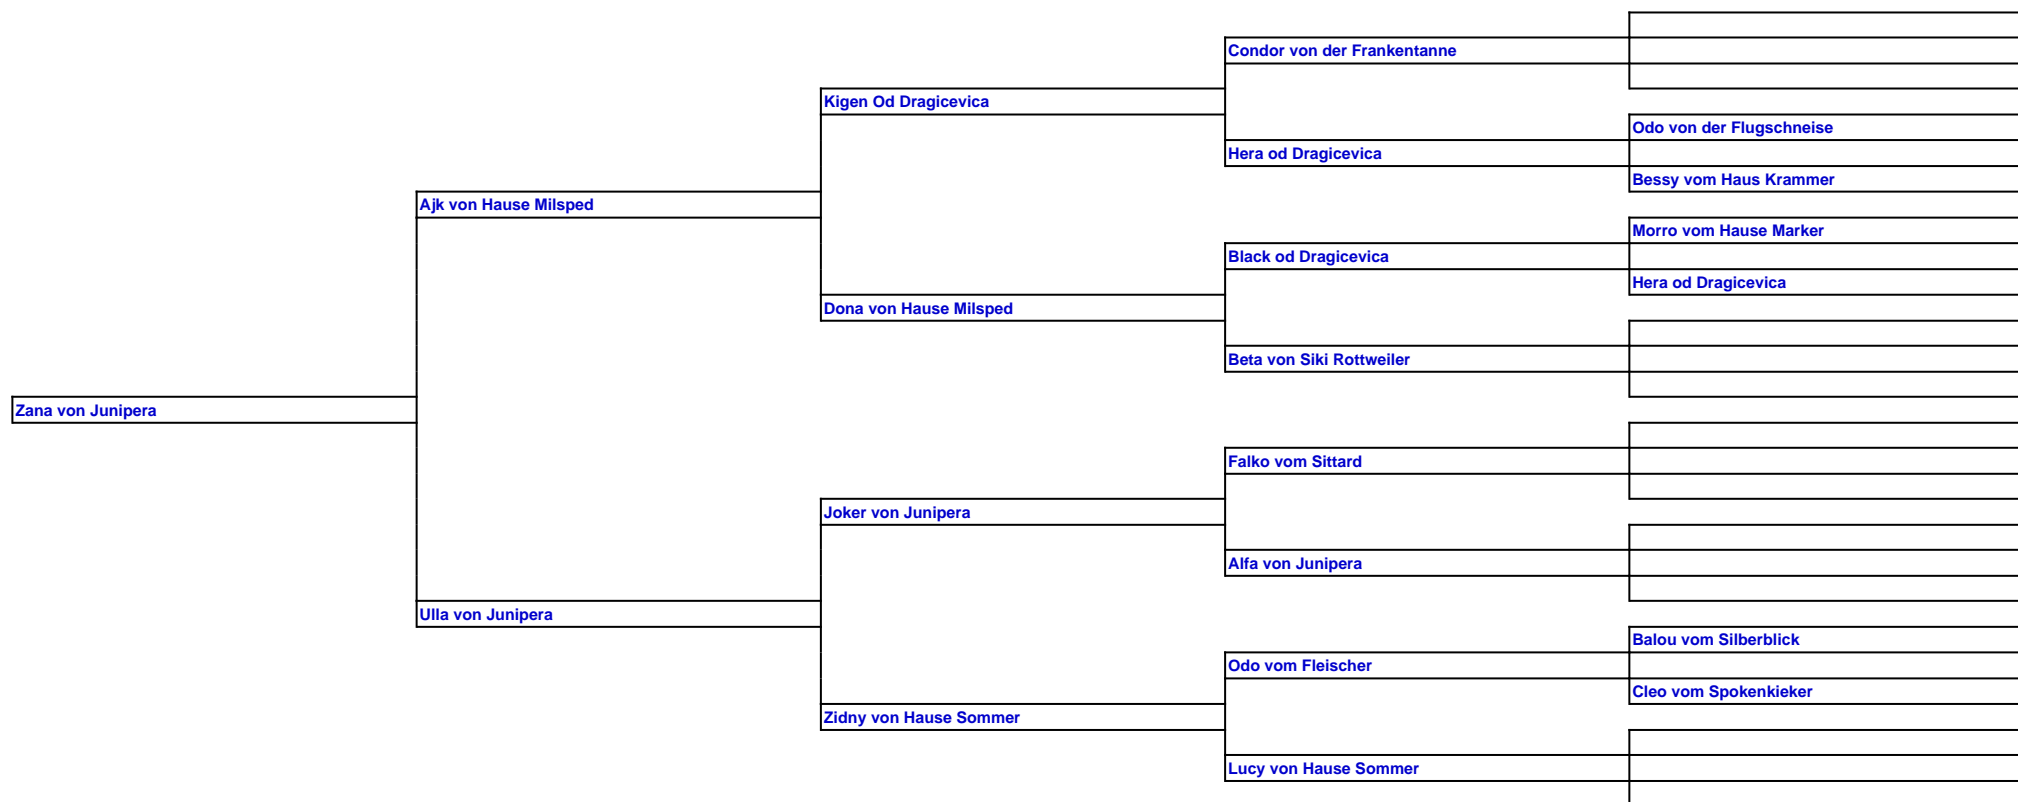 Condor von der Frankentanne
Kigen Od Dragicevica
Odo von der Flugschneise
Hera od Dragicevica
Bessy vom Haus Krammer
Ajk von Hause Milsped
Morro vom Hause Marker
Black od Dragicevica
Hera od Dragicevica
Dona von Hause Milsped
Beta von Siki Rottweiler
Zana von Junipera
Falko vom Sittard
Joker von Junipera
Alfa von Junipera
Ulla von Junipera
Balou vom Silberblick
Odo vom Fleischer
Cleo vom Spokenkieker
Zidny von Hause Sommer
Lucy von Hause Sommer